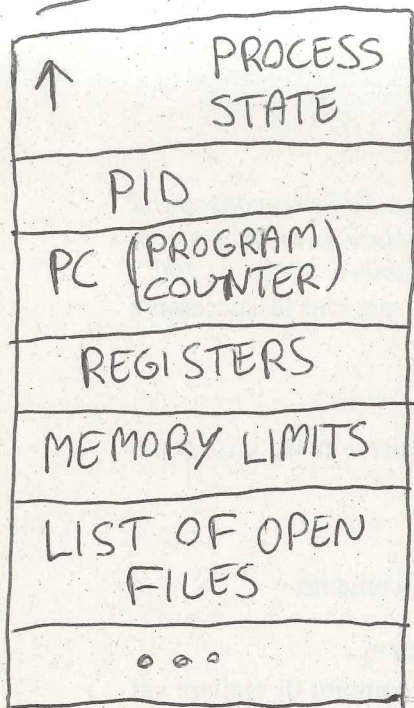 ↑ PROCESS
STATE
PID
PC (PROGRAM
COUNTER)
REGISTERS
MEMORY LIMITS
LIST OF OPEN
FILES
...